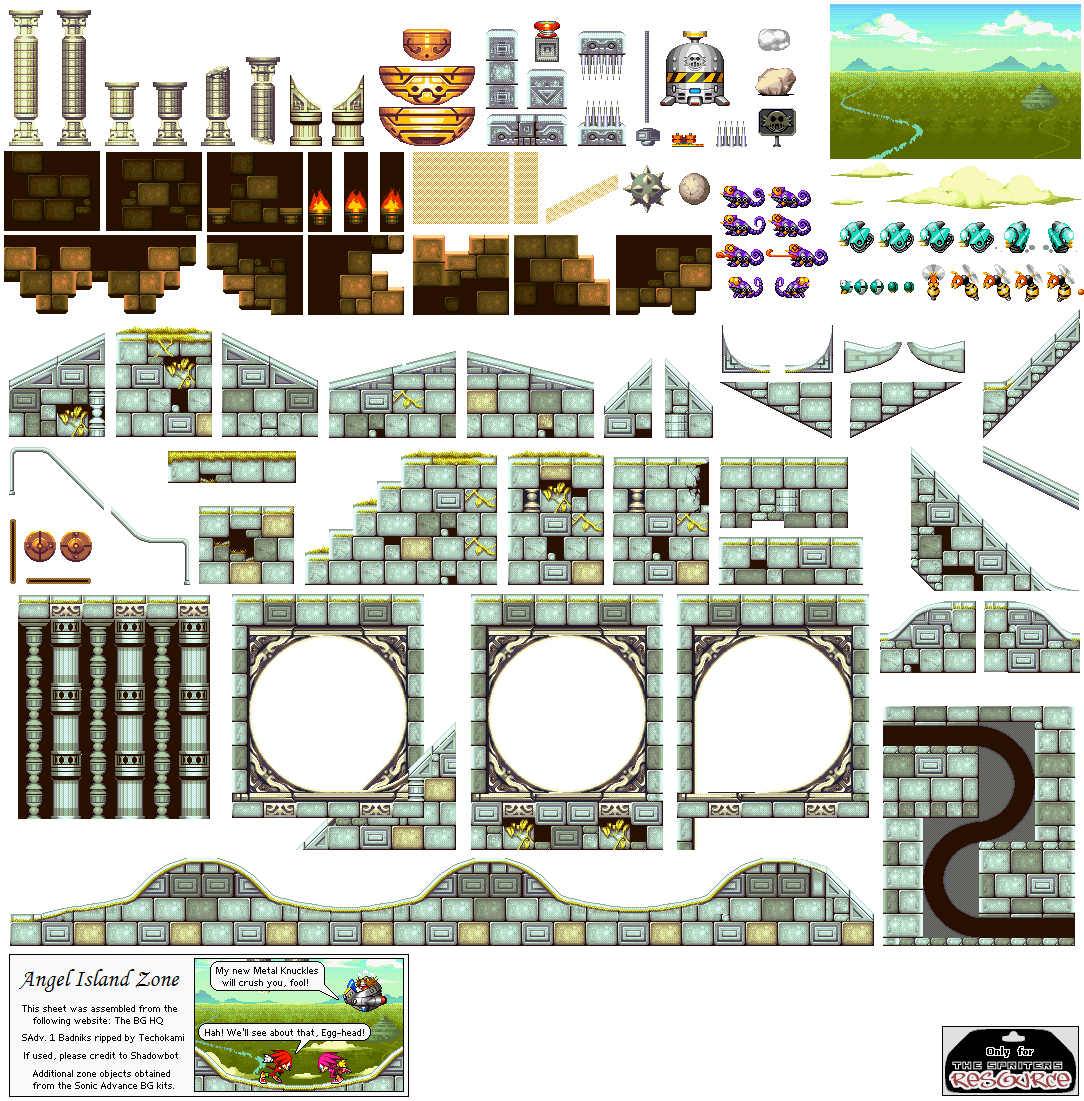 Angel Island Zone
This sheet was assembled from the
following website: The BG HQ
SAdv. 1 Badniks ripped by Techokami
If used, please credit to Shadowbot
Additional zone objects obtained
from the Sonic Advance BG kits.
My new Metal Knuckles
will crush you, fool!
Hah! We'll see about that, Egg-head!
Only for
THE SPRITERS
RESOURCE